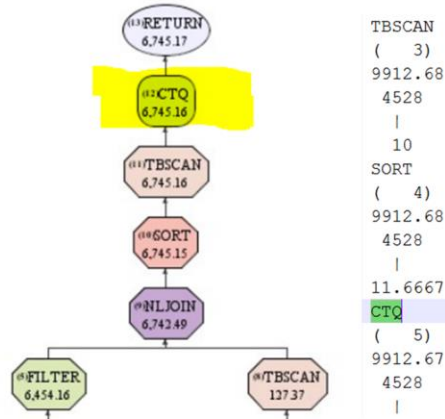 (13)RETURN
6,745.17
(12)CTQ
6,745.16
(11)TBSCAN
6,745.16
(10)SORT
6,745.15
(9)NLJOIN
6,742.49
(5)FILTER
6,454.16
(8)TBSCAN
127.37
TBSCAN
( 3)
9912.68
4528
|
10
SORT
( 4)
9912.68
4528
|
11.6667
CTQ
( 5)
9912.67
4528
|